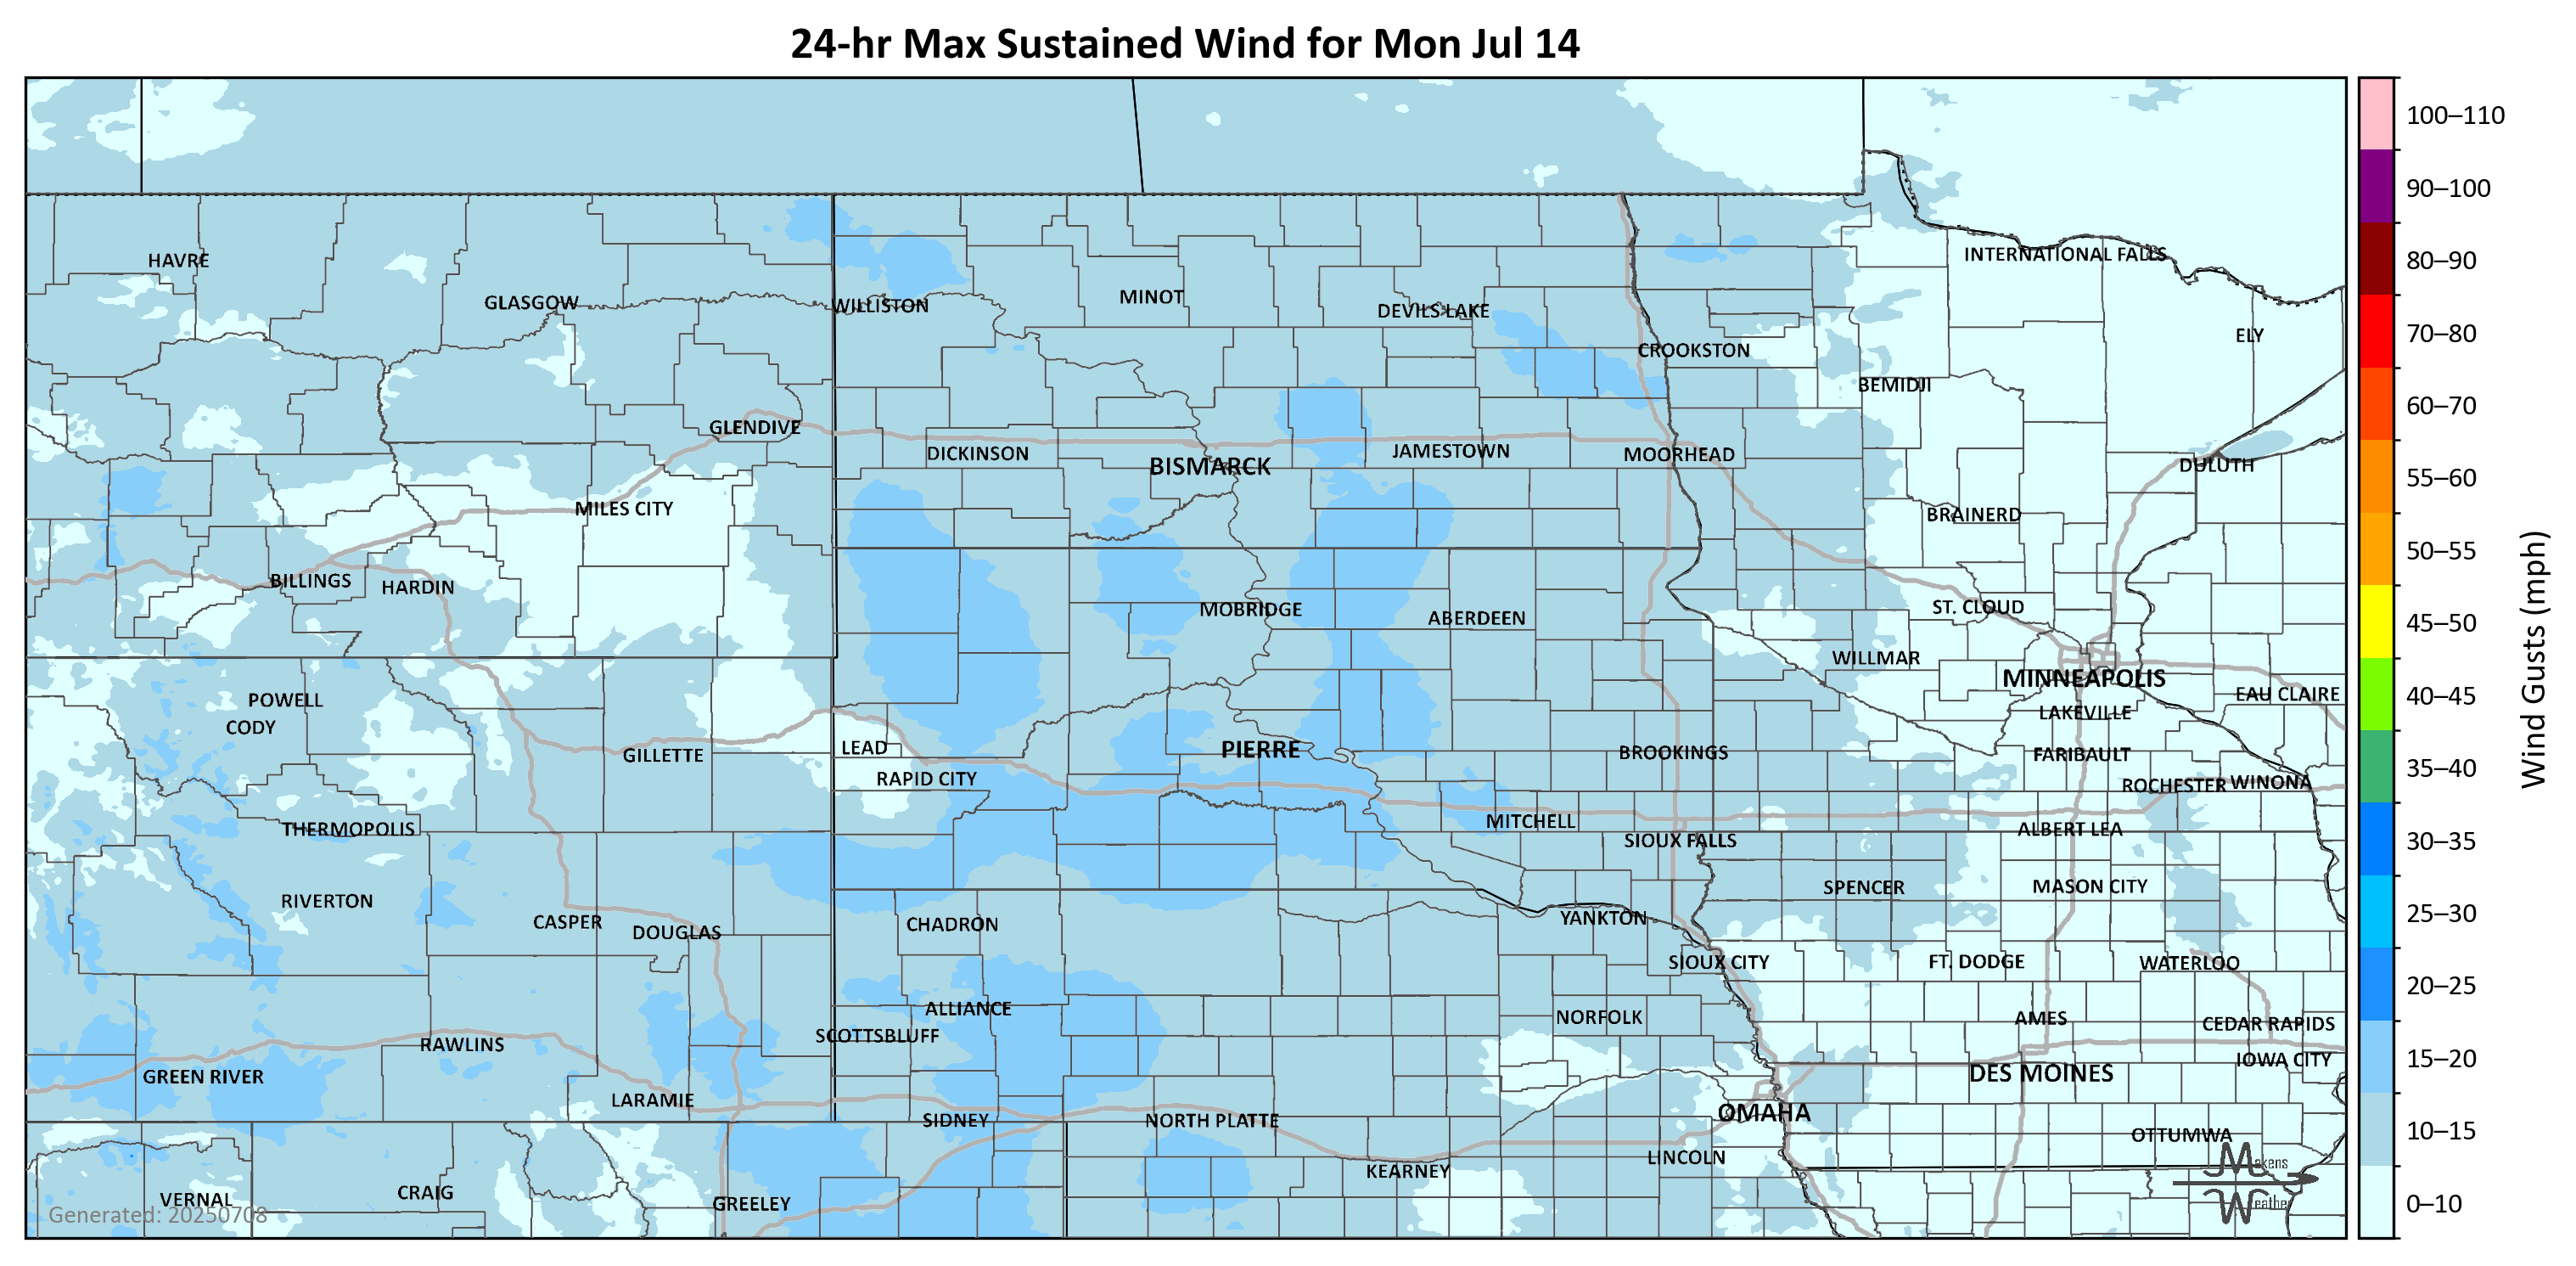 24-hr Max Sustained Wind for Mon Jul 14
100–110
90–100
80–90
70–80
60–70
55–60
50–55
45–50
40–45
35–40
30–35
25–30
20–25
15–20
10–15
0–10
Wind Gusts (mph)
HAVRE
GLASGOW
WILLISTON
MINOT
DEVILS LAKE
INTERNATIONAL FALLS
ELY
CROOKSTON
BEMIDJI
GLENDIVE
DICKINSON
BISMARCK
JAMESTOWN
MOORHEAD
DULUTH
MILES CITY
BRAINERD
BILLINGS
HARDIN
MOBRIDGE
ABERDEEN
ST. CLOUD
WILLMAR
MINNEAPOLIS
EAU CLAIRE
LAKEVILLE
POWELL
CODY
GILLETTE
LEAD
PIERRE
BROOKINGS
FARIBAULT
RAPID CITY
ROCHESTER
WINONA
THERMOPOLIS
MITCHELL
SIOUX FALLS
ALBERT LEA
RIVERTON
SPENCER
MASON CITY
CASPER
DOUGLAS
CHADRON
YANKTON
SIOUX CITY
FT. DODGE
WATERLOO
ALLIANCE
NORFOLK
AMES
CEDAR RAPIDS
SCOTTSBLUFF
RAWLINS
IOWA CITY
GREEN RIVER
DES MOINES
LARAMIE
SIDNEY
NORTH PLATTE
OMAHA
OTTUMWA
KEARNEY
LINCOLN
VERNAL
CRAIG
GREELEY
Makens
Weather
Generated: 20250708